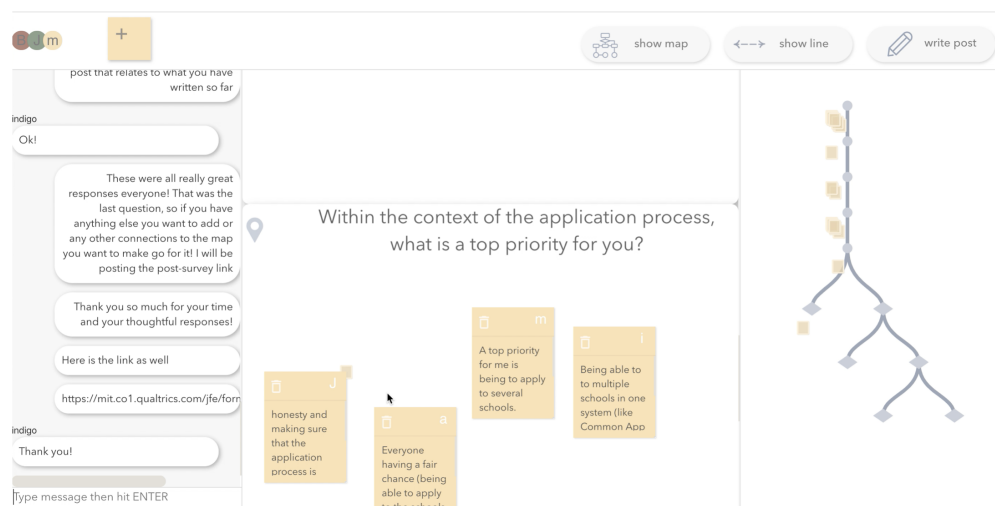 B J m
+
show map
show line
write post
post that relates to what you have
written so far
indigo
Ok!
These were all really great
responses everyone! That was the
last question, so if you have
anything else you want to add or
any other connections to the map
you want to make go for it! I will be
posting the post-survey link
Thank you so much for your time
and your thoughtful responses!
Here is the link as well
https://mit.co1.qualtrics.com/jfe/forr
indigo
Thank you!
Type message then hit ENTER
Within the context of the application process,
what is a top priority for you?
J
honesty and
making sure
that the
application
process is
a
Everyone
having a fair
chance (being
able to apply
to the schools
m
A top priority
for me is
being to apply
to several
schools.
i
Being able to
to multiple
schools in one
system (like
Common App